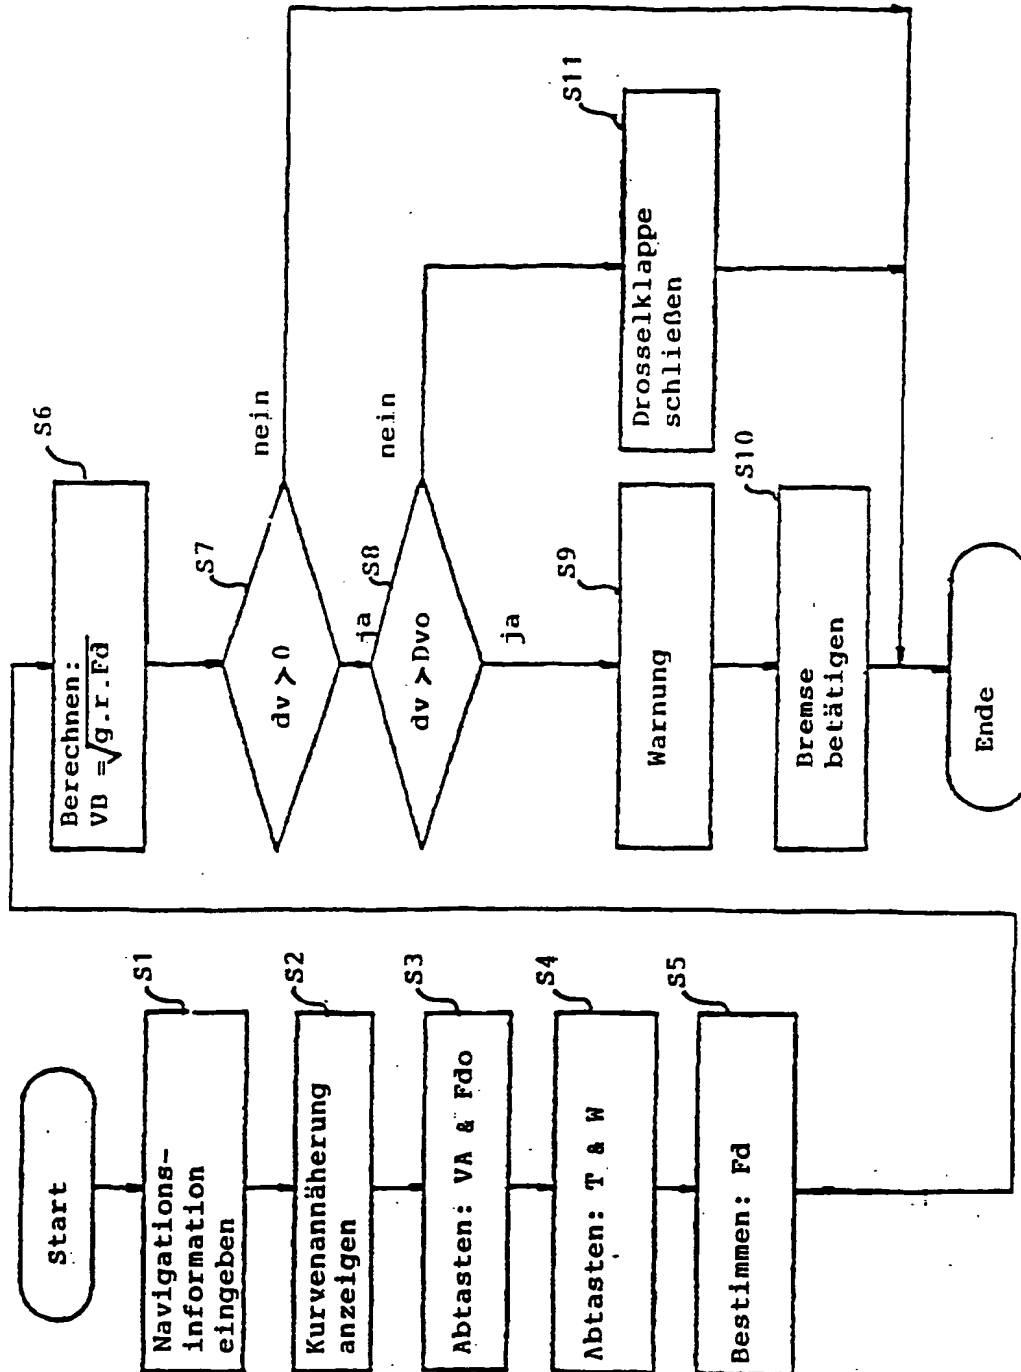 Start
S1
Navigations-
information
eingeben
S2
Kurvenannäherung
anzeigen
S3
Abtasten: VA & Fdo
S4
Abtasten: T & W
S5
Bestimmen: Fd
S6
Berechnen:
VB =√g.r.Fd
S7
dv > 0
nein
ja
S8
dv > Dvo
nein
ja
S9
Warnung
S10
Bremse
betätigen
S11
Drosselklappe
schließen
Ende